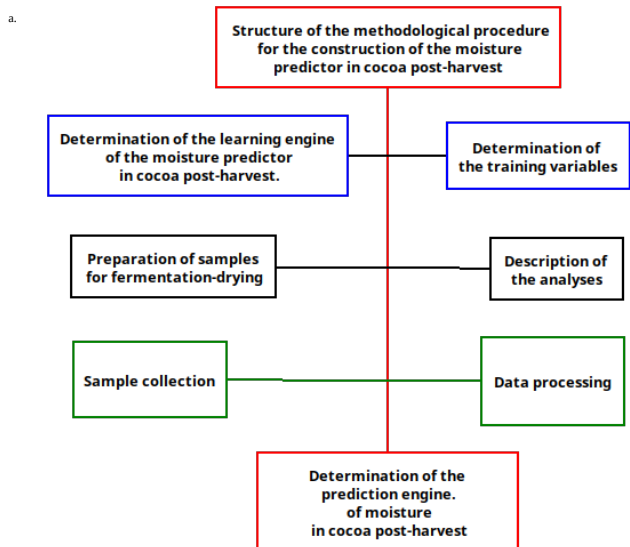 a.
Structure of the methodological procedure
for the construction of the moisture
predictor in cocoa post-harvest
Determination of the learning engine
of the moisture predictor
in cocoa post-harvest.
Determination of
the training variables
Preparation of samples
for fermentation-drying
Description of
the analyses
Sample collection
Data processing
Determination of the
prediction engine.
of moisture
in cocoa post-harvest